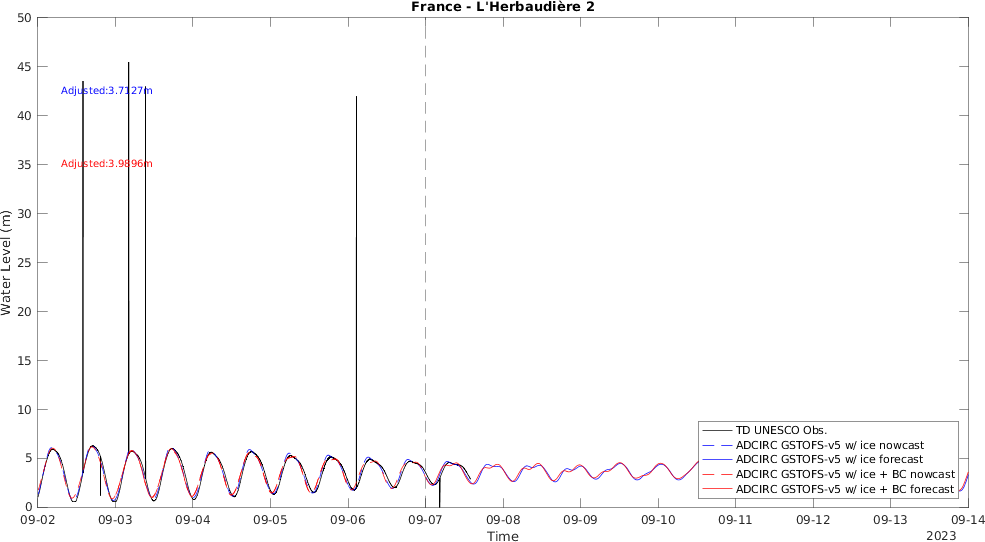 France - L'Herbaudière 2
50
45
40
35
30
25
20
15
10
5
0
Water Level (m)
Adjusted:3.7127m
Adjusted:3.9896m
TD UNESCO Obs.
ADCIRC GSTOFS-v5 w/ ice nowcast
ADCIRC GSTOFS-v5 w/ ice forecast
ADCIRC GSTOFS-v5 w/ ice + BC nowcast
ADCIRC GSTOFS-v5 w/ ice + BC forecast
09-02 09-03 09-04 09-05 09-06 09-07 09-08 09-09 09-10 09-11 09-12 09-13 09-14
Time
2023